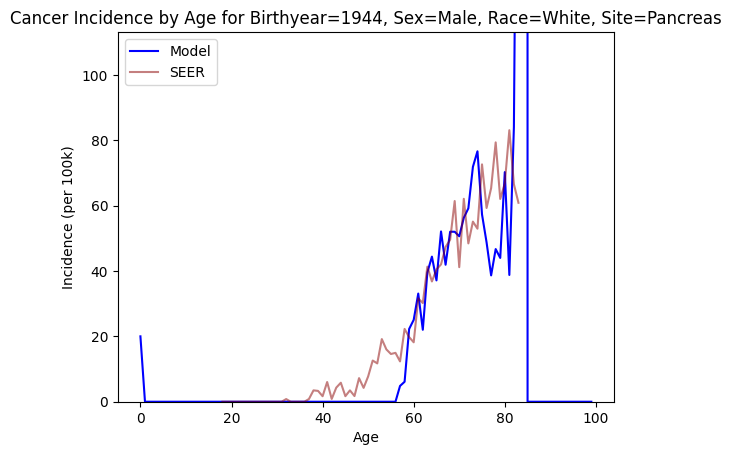 Cancer Incidence by Age for Birthyear=1944, Sex=Male, Race=White, Site=Pancreas
Model
SEER
Incidence (per 100k)
100
80
60
40
20
0
0 20 40 60 80 100
Age